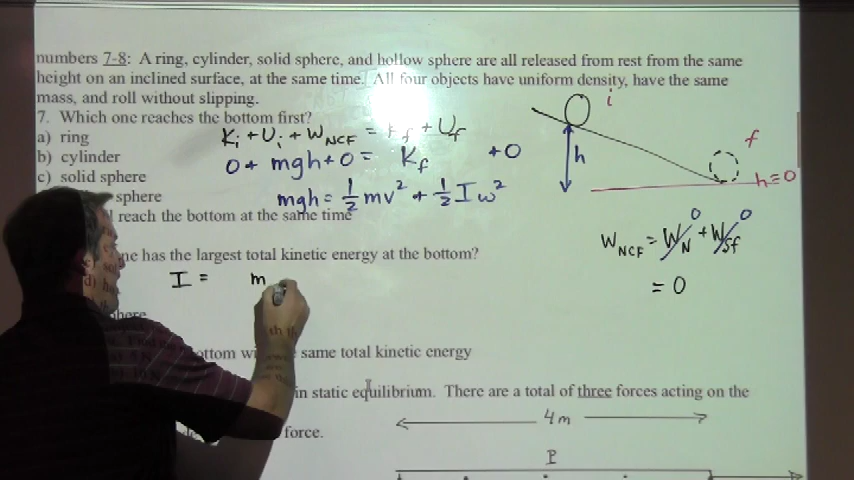 numbers 7-8: A ring, cylinder, solid sphere, and hollow sphere are all released from rest from the same
height on an inclined surface, at the same time. All four objects have uniform density, have the same
mass, and roll without slipping.
7. Which one reaches the bottom first?
a) ring
b) cylinder
c) solid sphere
sphere
reach the bottom at the same time
Ki + Ui + WNCF = Kf + Uf
0 + mgh + 0 = Kf + 0
mgh = 1/2 mv² + 1/2 Iω²
i
f
h
h=0
WNCF = WN 0 + Wsf 0
= 0
ne has the largest total kinetic energy at the bottom?
I = m
ottom same total kinetic energy
in static equilibrium. There are a total of three forces acting on the
force.
4m
P